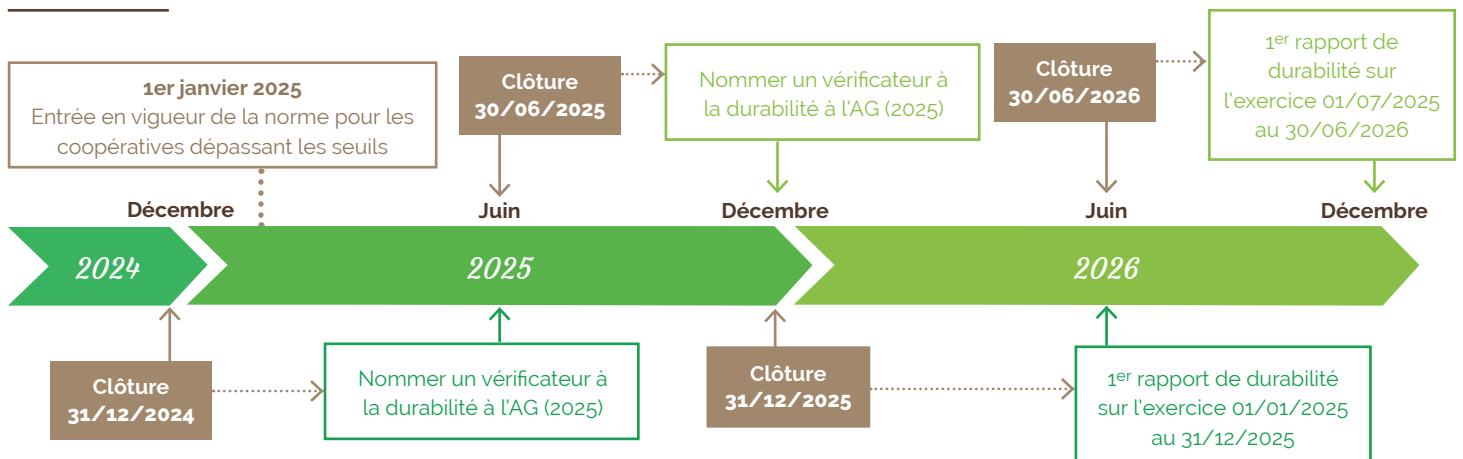 1er janvier 2025
Entrée en vigueur de la norme pour les
coopératives dépassant les seuils
Clôture
30/06/2025
Nommer un vérificateur à
la durabilité à l'AG (2025)
Clôture
30/06/2026
1er rapport de
durabilité sur
l'exercice 01/07/2025
au 30/06/2026
Décembre
Juin
Décembre
Juin
Décembre
2024
2025
2026
Clôture
31/12/2024
Nommer un vérificateur à
la durabilité à l'AG (2025)
Clôture
31/12/2025
1er rapport de durabilité
sur l'exercice 01/01/2025
au 31/12/2025